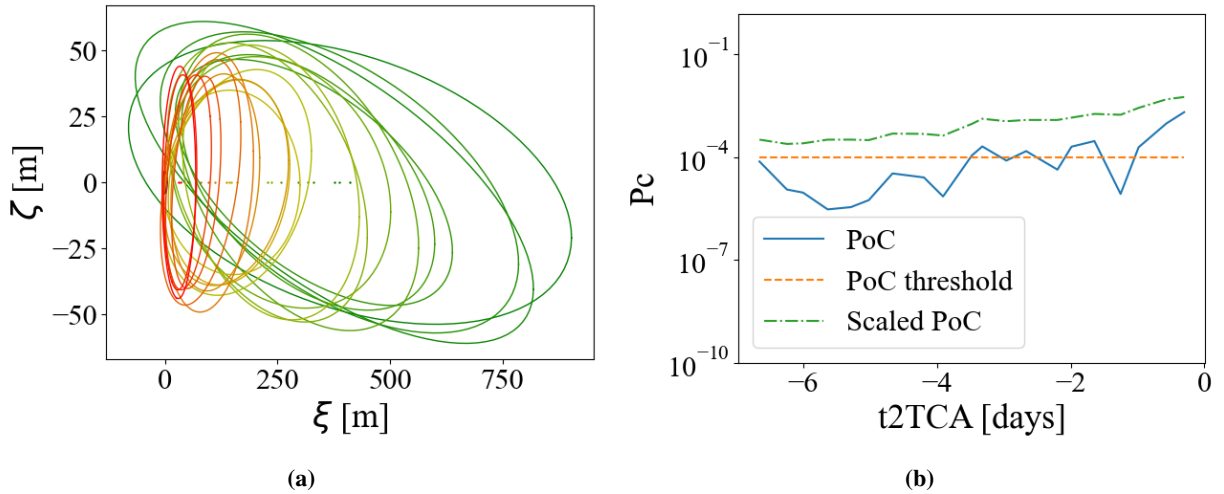 50
25
0
−25
−50
ζ [m]
0 250 500 750
ξ [m]
(a)
10⁻¹
10⁻⁴
10⁻⁷
10⁻¹⁰
Pc
PoC
PoC threshold
Scaled PoC
−6 −4 −2 0
t2TCA [days]
(b)